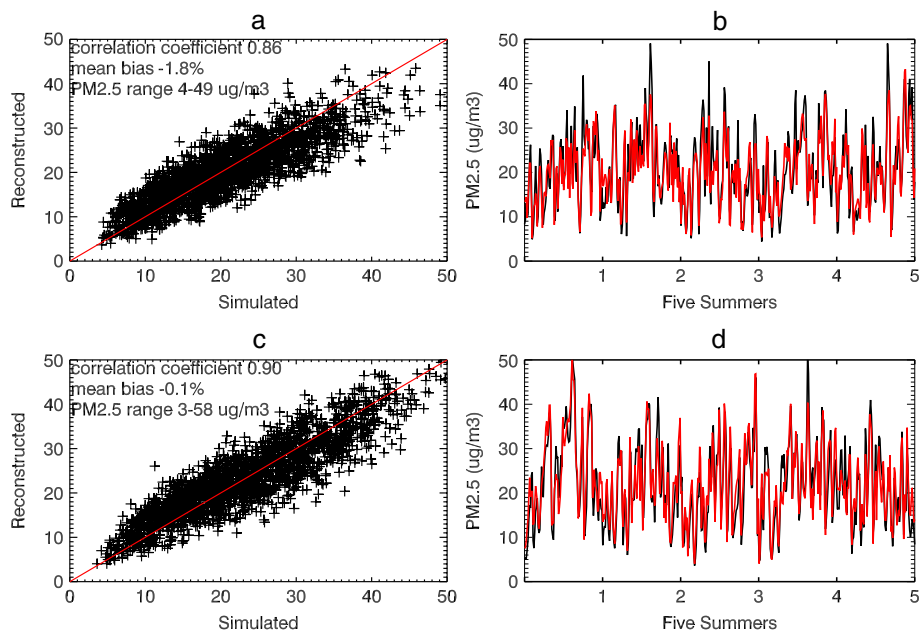 a
50
correlation coefficient 0.86
mean bias -1.8%
PM2.5 range 4-49 ug/m3
40
30
20
10
0
Reconstructed
0 10 20 30 40 50
Simulated
b
50
40
30
20
10
0
PM2.5 (ug/m3)
1 2 3 4 5
Five Summers
c
50
correlation coefficient 0.90
mean bias -0.1%
PM2.5 range 3-58 ug/m3
40
30
20
10
0
Reconstructed
0 10 20 30 40 50
Simulated
d
50
40
30
20
10
0
PM2.5 (ug/m3)
1 2 3 4 5
Five Summers